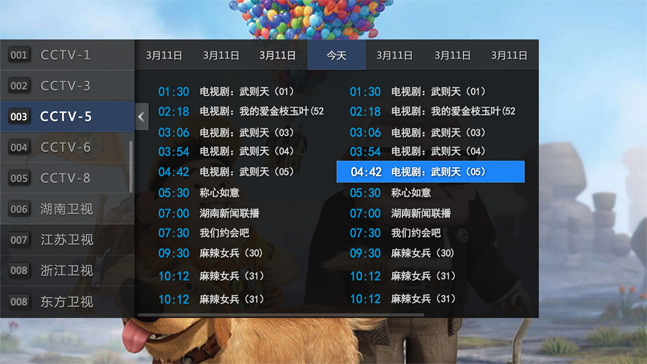 001 CCTV-1
002 CCTV-3
003 CCTV-5
004 CCTV-6
005 CCTV-8
006 湖南卫视
007 江苏卫视
008 浙江卫视
008 东方卫视
3月11日 3月11日 3月11日 今天 3月11日 3月11日 3月11日
01:30 电视剧：武则天（01）
02:18 电视剧：我的爱金枝玉叶(52
03:06 电视剧：武则天（03）
03:54 电视剧：武则天（04）
04:42 电视剧：武则天（05）
05:30 称心如意
07:00 湖南新闻联播
07:30 我们约会吧
09:30 麻辣女兵（30）
10:12 麻辣女兵（31）
10:12 麻辣女兵（31）
01:30 电视剧：武则天（01）
02:18 电视剧：我的爱金枝玉叶(52
03:06 电视剧：武则天（03）
03:54 电视剧：武则天（04）
04:42 电视剧：武则天（05）
05:30 称心如意
07:00 湖南新闻联播
07:30 我们约会吧
09:30 麻辣女兵（30）
10:12 麻辣女兵（31）
10:12 麻辣女兵（31）